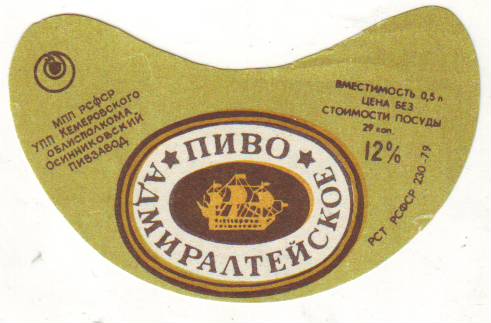 МПП РСФСР
УПП КЕМЕРОВСКОГО
ОБЛИСПОЛКОМА
ОСИННИКОВСКИЙ
ПИВЗАВОД
★ ПИВО ★
АДМИРАЛТЕЙСКОЕ
ВМЕСТИМОСТЬ 0,5 л
ЦЕНА БЕЗ
СТОИМОСТИ ПОСУДЫ
29 коп.
12%
РСТ РСФСР 230-79